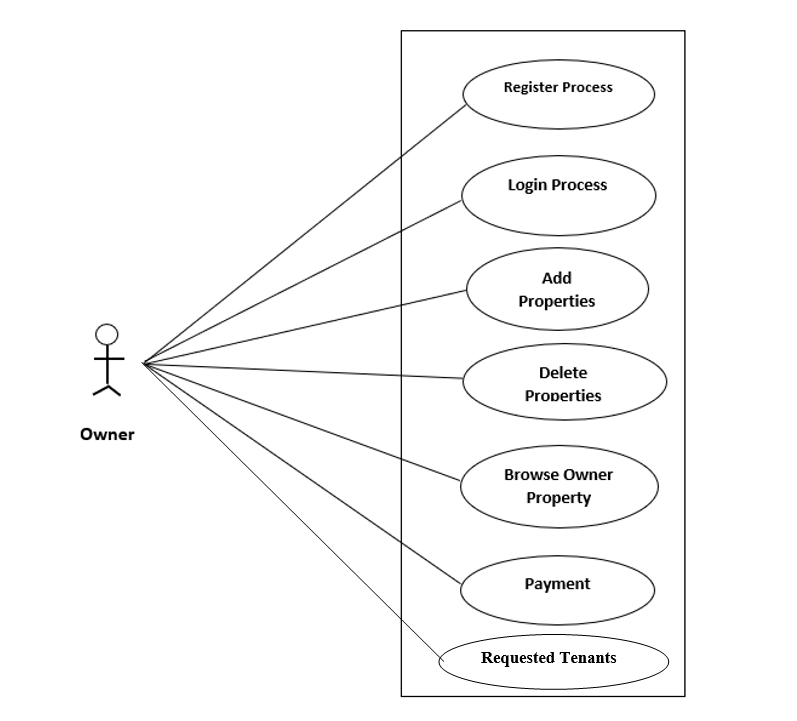 Register Process
Login Process
Add
Properties
Delete
Properties
Owner
Browse Owner
Property
Payment
Requested Tenants